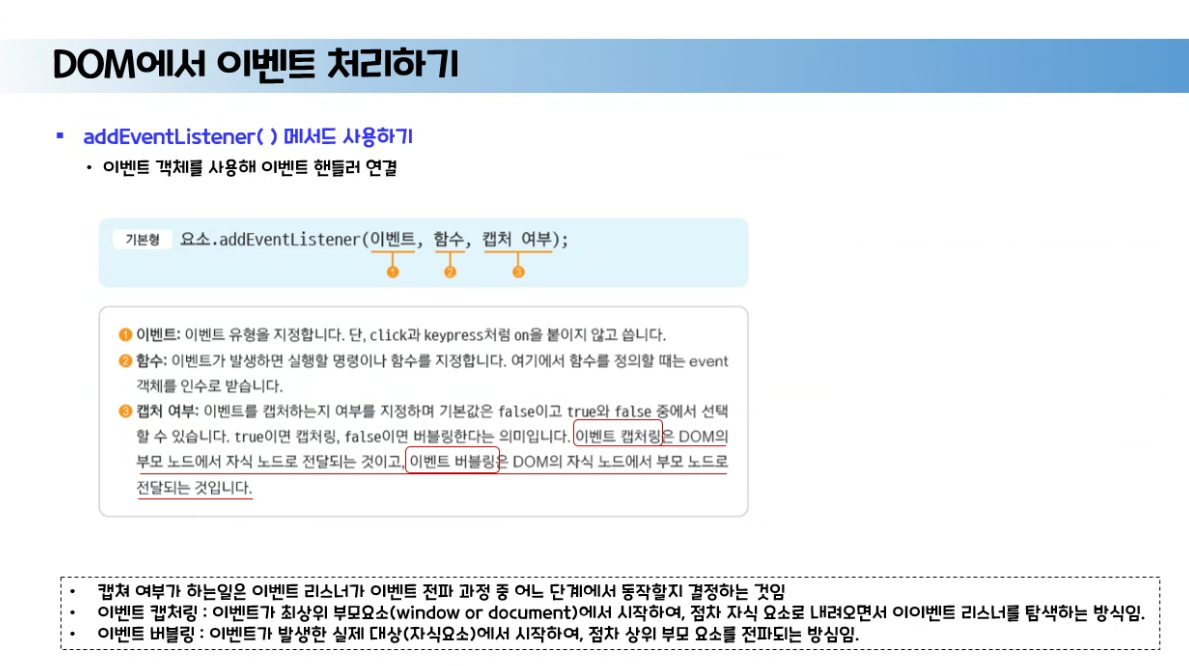 DOM에서 이벤트 처리하기
▪ addEventListener( ) 메서드 사용하기
• 이벤트 객체를 사용해 이벤트 핸들러 연결
기본형 요소.addEventListener(이벤트, 함수, 캡처 여부);
❶ ❷ ❸
❶ 이벤트: 이벤트 유형을 지정합니다. 단, click과 keypress처럼 on을 붙이지 않고 씁니다.
❷ 함수: 이벤트가 발생하면 실행할 명령이나 함수를 지정합니다. 여기에서 함수를 정의할 때는 event
객체를 인수로 받습니다.
❸ 캡처 여부: 이벤트를 캡처하는지 여부를 지정하며 기본값은 false이고 true와 false 중에서 선택
할 수 있습니다. true이면 캡처링, false이면 버블링한다는 의미입니다. 이벤트 캡처링은 DOM의
부모 노드에서 자식 노드로 전달되는 것이고, 이벤트 버블링은 DOM의 자식 노드에서 부모 노드로
전달되는 것입니다.
• 캡쳐 여부가 하는일은 이벤트 리스너가 이벤트 전파 과정 중 어느 단계에서 동작할지 결정하는 것임
• 이벤트 캡처링 : 이벤트가 최상위 부모요소(window or document)에서 시작하여, 점차 자식 요소로 내려오면서 이이벤트 리스너를 탐색하는 방식임.
• 이벤트 버블링 : 이벤트가 발생한 실제 대상(자식요소)에서 시작하여, 점차 상위 부모 요소를 전파되는 방심임.